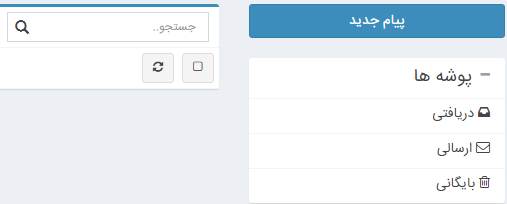 پیام جدید
پوشه ها
دریافتی
ارسالی
بایگانی
جستجو..